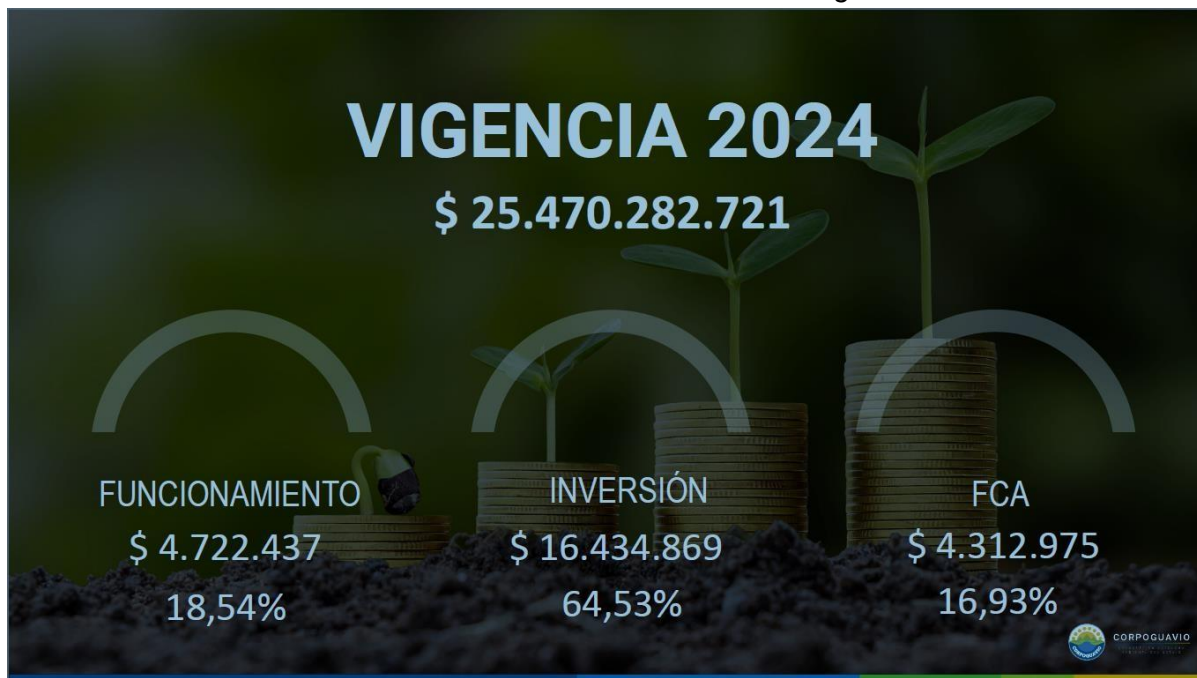 VIGENCIA 2024
$ 25.470.282.721
FUNCIONAMIENTO
$ 4.722.437
18,54%
INVERSIÓN
$ 16.434.869
64,53%
FCA
$ 4.312.975
16,93%
CORPOGUAVIO